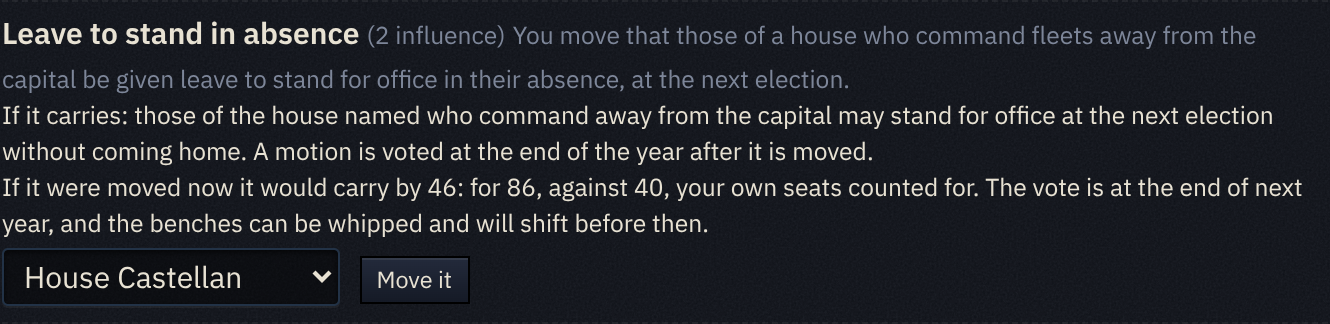 Leave to stand in absence (2 influence) You move that those of a house who command fleets away from the
capital be given leave to stand for office in their absence, at the next election.
If it carries: those of the house named who command away from the capital may stand for office at the next election
without coming home. A motion is voted at the end of the year after it is moved.
If it were moved now it would carry by 46: for 86, against 40, your own seats counted for. The vote is at the end of next
year, and the benches can be whipped and will shift before then.
House Castellan Move it